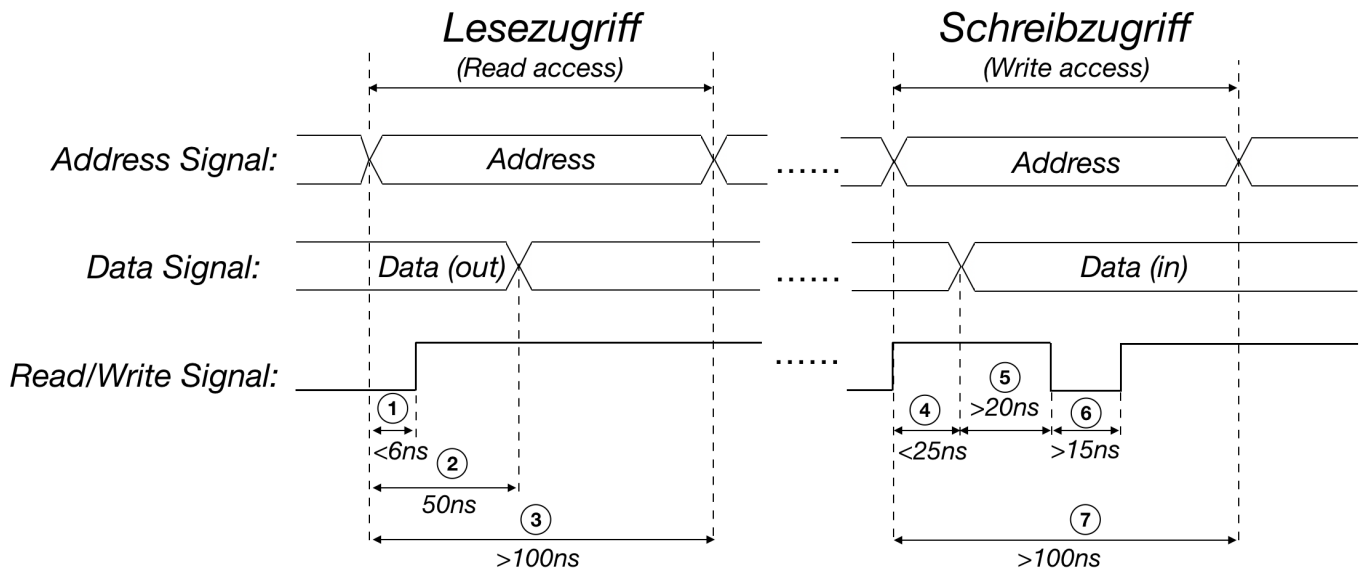 Lesezugriff
(Read access)
Schreibzugriff
(Write access)
Address Signal:
Address
......
Address
Data Signal:
Data (out)
......
Data (in)
Read/Write Signal:
......
1
<6ns
2
50ns
3
>100ns
4
<25ns
5
>20ns
6
>15ns
7
>100ns